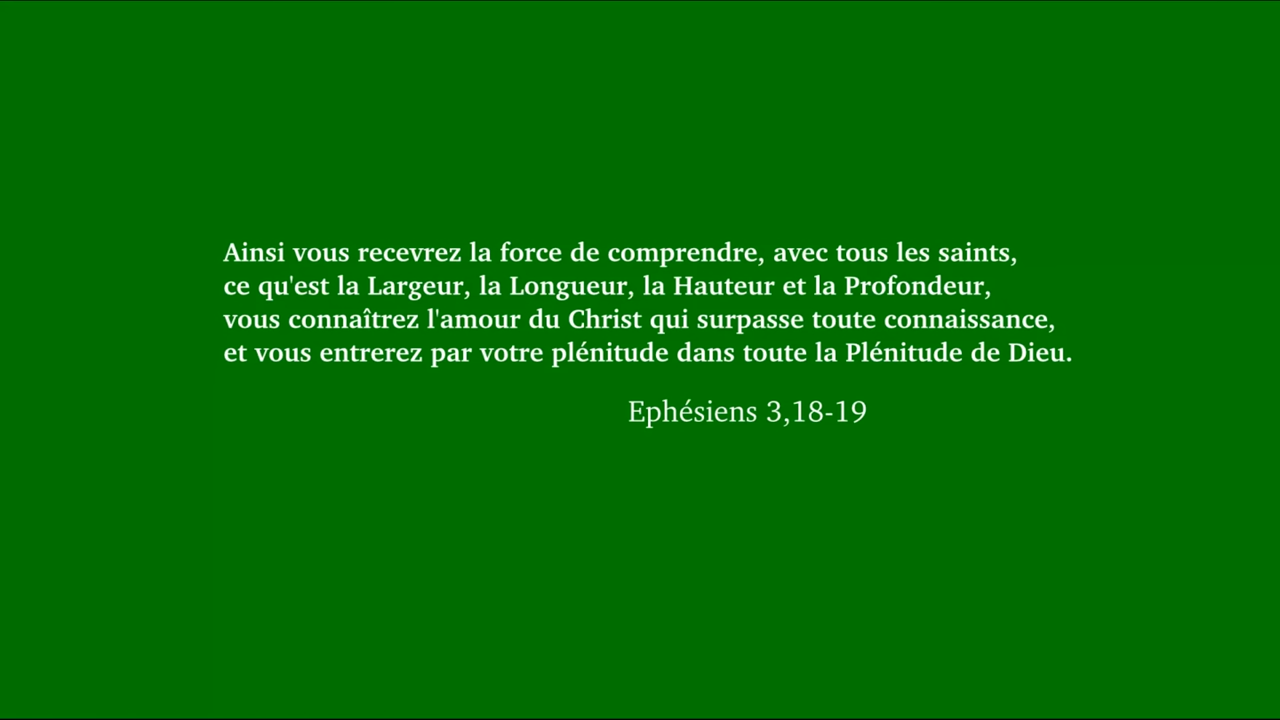 Ainsi vous recevrez la force de comprendre, avec tous les saints,
ce qu'est la Largeur, la Longueur, la Hauteur et la Profondeur,
vous connaîtrez l'amour du Christ qui surpasse toute connaissance,
et vous entrerez par votre plénitude dans toute la Plénitude de Dieu.
Ephésiens 3,18-19